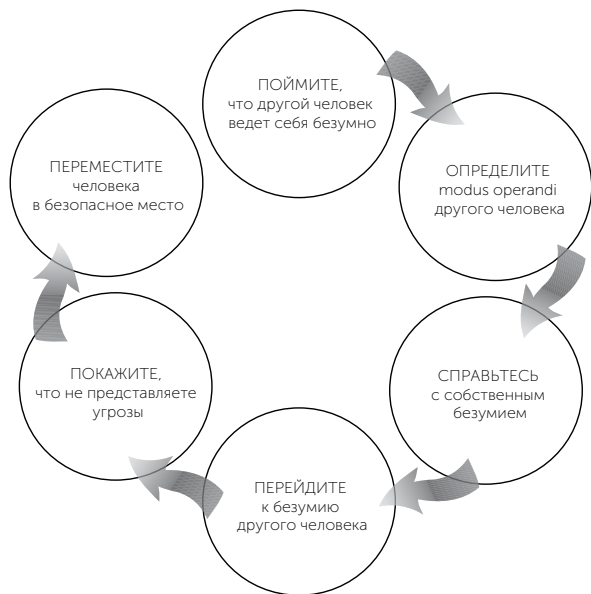 ПОЙМИТЕ,
что другой человек
ведет себя безумно
ОПРЕДЕЛИТЕ
modus operandi
другого человека
СПРАВЬТЕСЬ
с собственным
безумием
ПЕРЕЙДИТЕ
к безумию
другого человека
ПОКАЖИТЕ,
что не представляете
угрозы
ПЕРЕМЕСТИТЕ
человека
в безопасное место